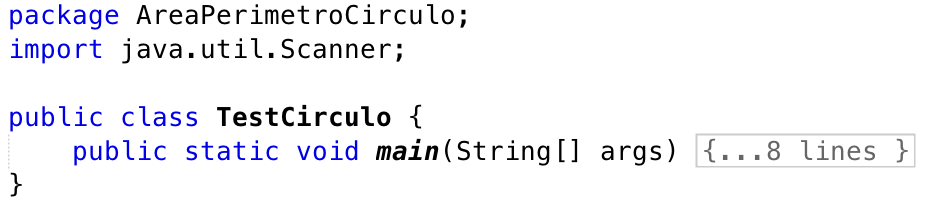 package AreaPerimetroCirculo;
import java.util.Scanner;

public class TestCirculo {
    public static void main(String[] args) {...8 lines }
}